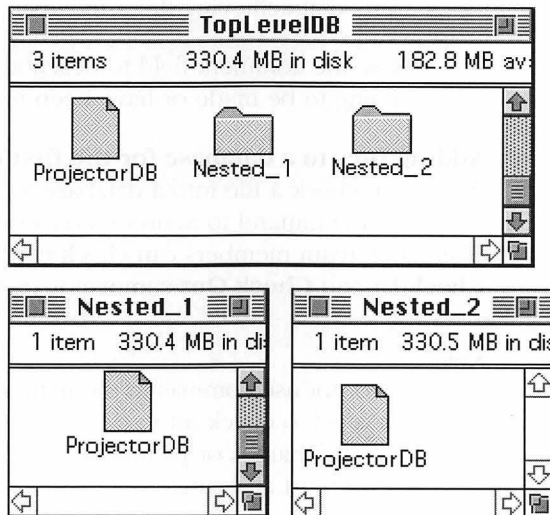 TopLevelDB
3 items 330.4 MB in disk 182.8 MB av
ProjectorDB Nested_1 Nested_2
Nested_1
1 item 330.4 MB in dis
ProjectorDB
Nested_2
1 item 330.5 MB in dis
ProjectorDB